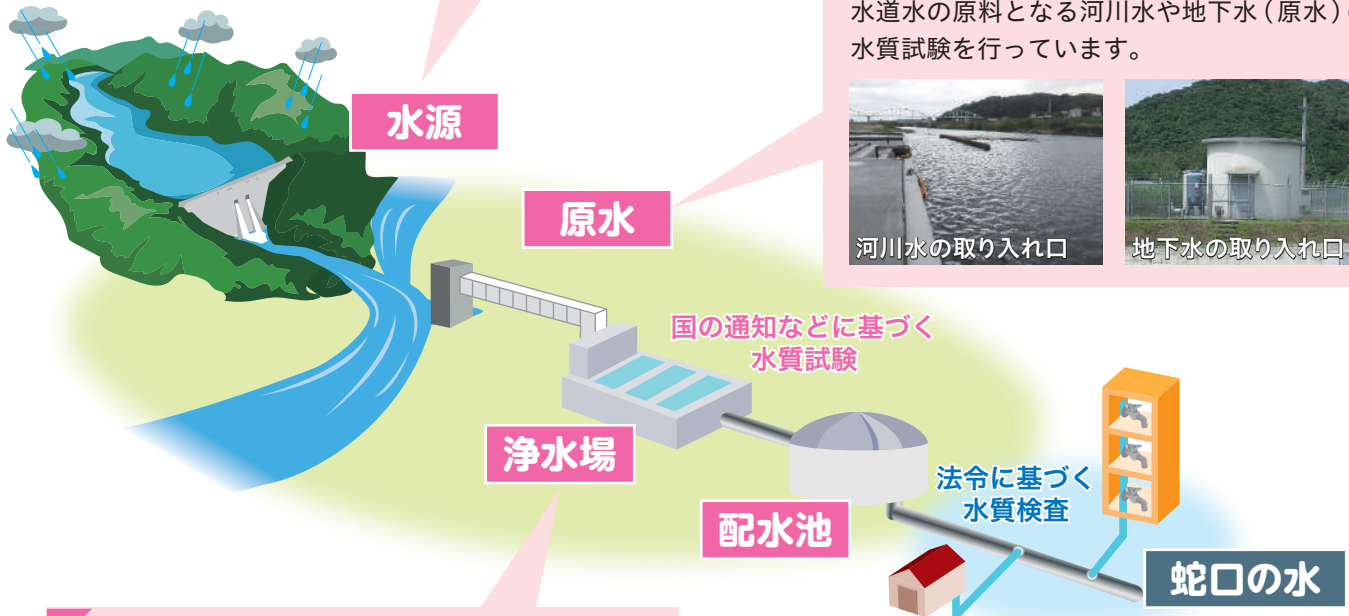 水道水の原料となる河川水や地下水(原水)
水質試験を行っています。
水源
原水
河川水の取り入れ口
地下水の取り入れ口
国の通知などに基づく
水質試験
浄水場
法令に基づく
水質検査
配水池
蛇口の水